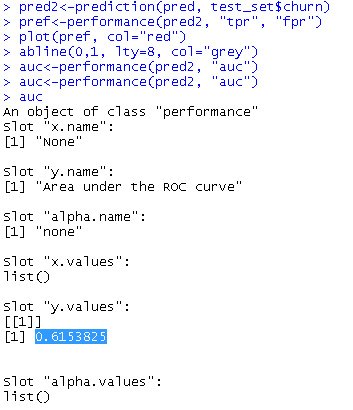 > pred2<-prediction(pred, test_set$churn)
> pref<-performance(pred2, "tpr", "fpr")
> plot(pref, col="red")
> abline(0,1, lty=8, col="grey")
> auc<-performance(pred2, "auc")
> auc<-performance(pred2, "auc")
> auc
An object of class "performance"
Slot "x.name":
[1] "None"
Slot "y.name":
[1] "Area under the ROC curve"
Slot "alpha.name":
[1] "none"
Slot "x.values":
list()
Slot "y.values":
[[1]]
[1] 0.6153825
Slot "alpha.values":
list()